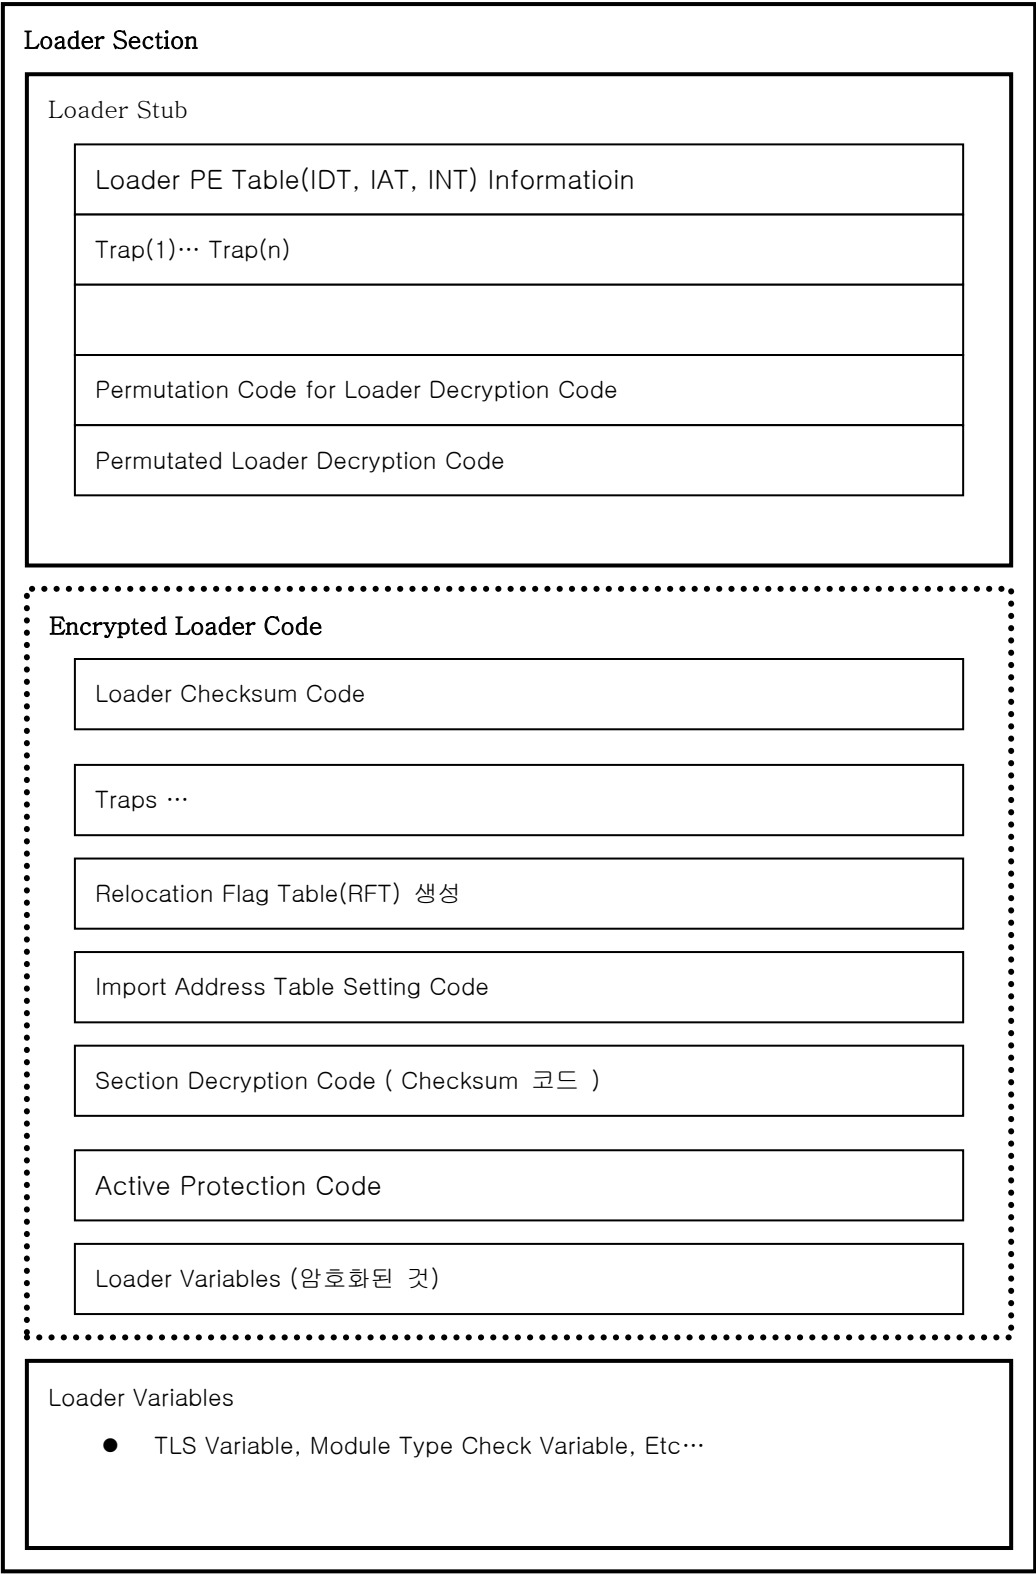 Loader Section
Loader Stub
Loader PE Table(IDT, IAT, INT) Informatioin
Trap(1)… Trap(n)
Permutation Code for Loader Decryption Code
Permutated Loader Decryption Code
Encrypted Loader Code
Loader Checksum Code
Traps …
Relocation Flag Table(RFT) 생성
Import Address Table Setting Code
Section Decryption Code ( Checksum 코드 )
Active Protection Code
Loader Variables (암호화된 것)
Loader Variables
● TLS Variable, Module Type Check Variable, Etc…